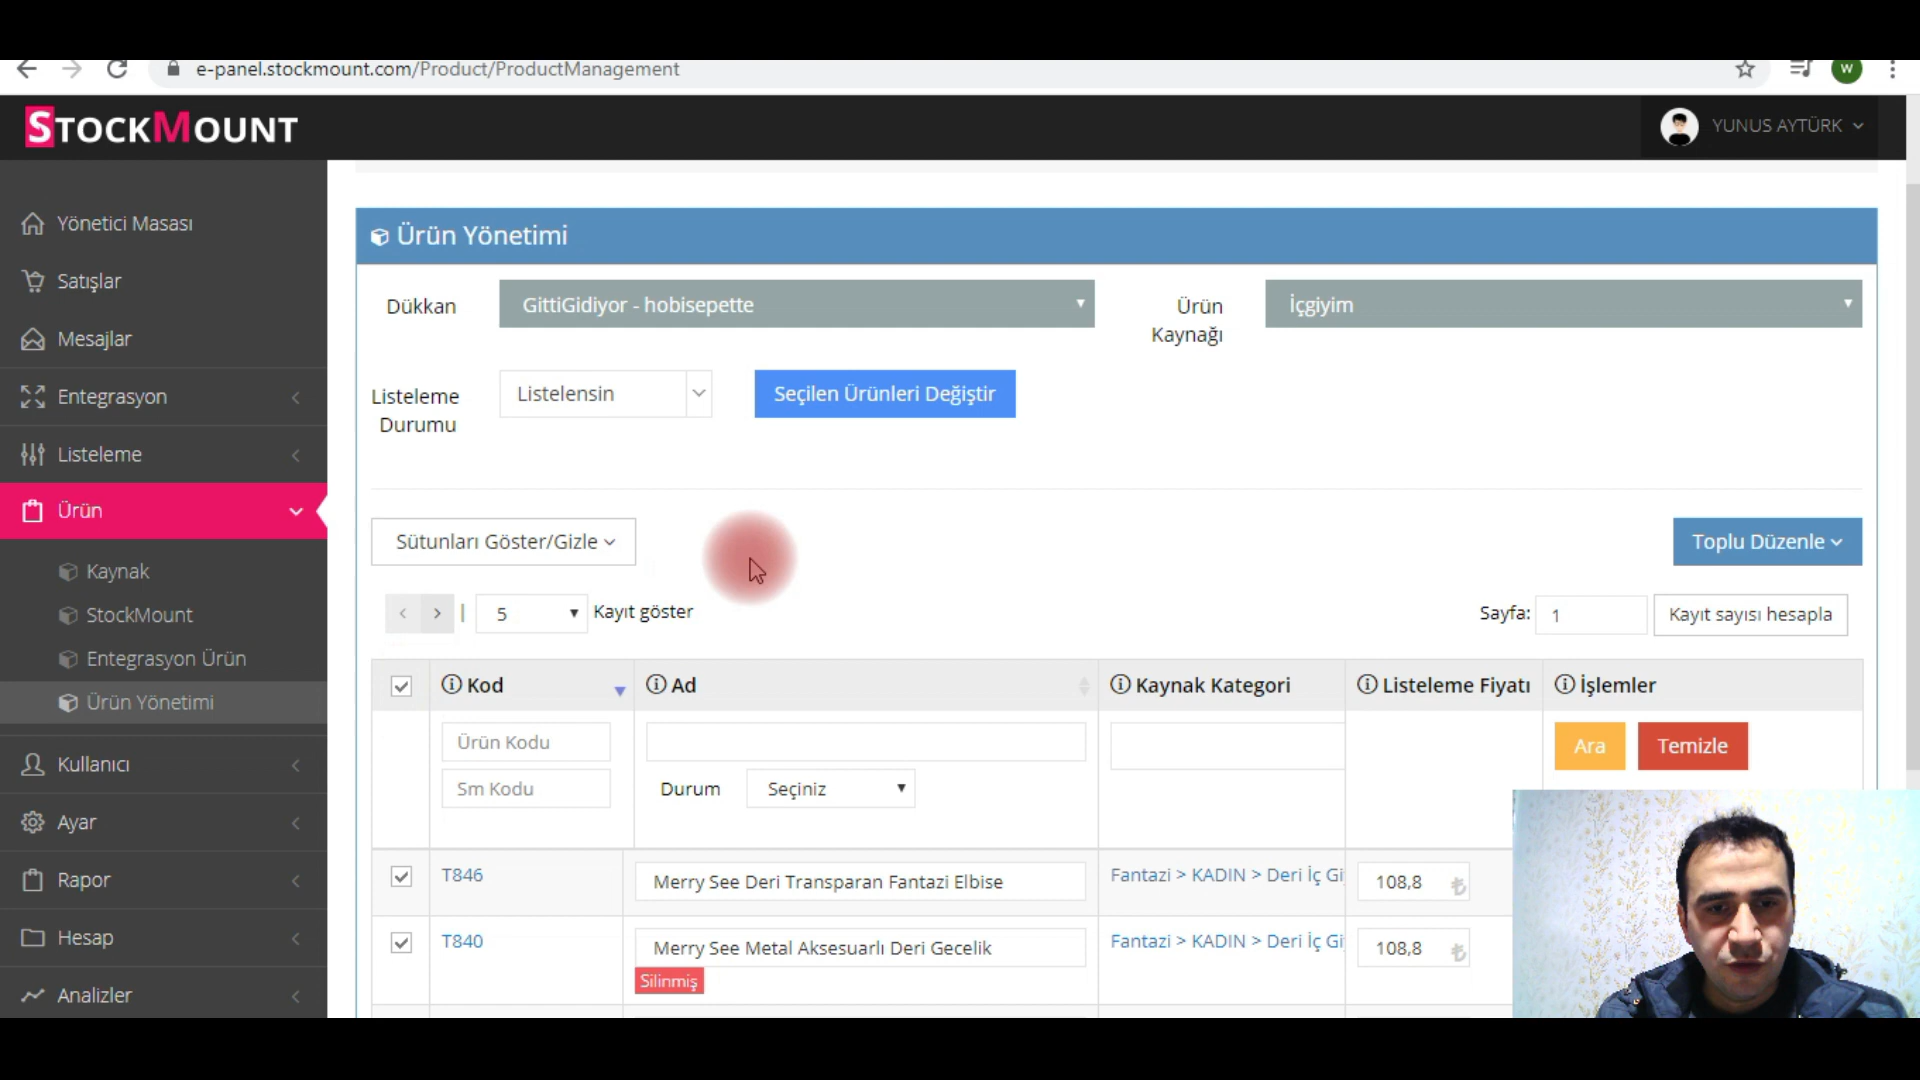 e-panel.stockmount.com/Product/ProductManagement
W
STOCKMOUNT
YUNUS AYTÜRK
Yönetici Masası
Satışlar
Mesajlar
Entegrasyon
Listeleme
Ürün
Kaynak
StockMount
Entegrasyon Ürün
Ürün Yönetimi
Kullanıcı
Ayar
Rapor
Hesap
Analizler
Ürün Yönetimi
Dükkan
GittiGidiyor - hobisepette
Ürün
Kaynağı
İçgiyim
Listeleme
Durumu
Listelensin
Seçilen Ürünleri Değiştir
Sütunları Göster/Gizle
Toplu Düzenle
|
5
Kayıt göster
Sayfa:
1
Kayıt sayısı hesapla
Kod
Ad
Kaynak Kategori
Listeleme Fiyatı
İşlemler
Ürün Kodu
Sm Kodu
Durum
Seçiniz
Ara
Temizle
T846
Merry See Deri Transparan Fantazi Elbise
Fantazi > KADIN > Deri İç Gi
108,8 ₺
T840
Merry See Metal Aksesuarlı Deri Gecelik
Silinmiş
Fantazi > KADIN > Deri İç Gi
108,8 ₺